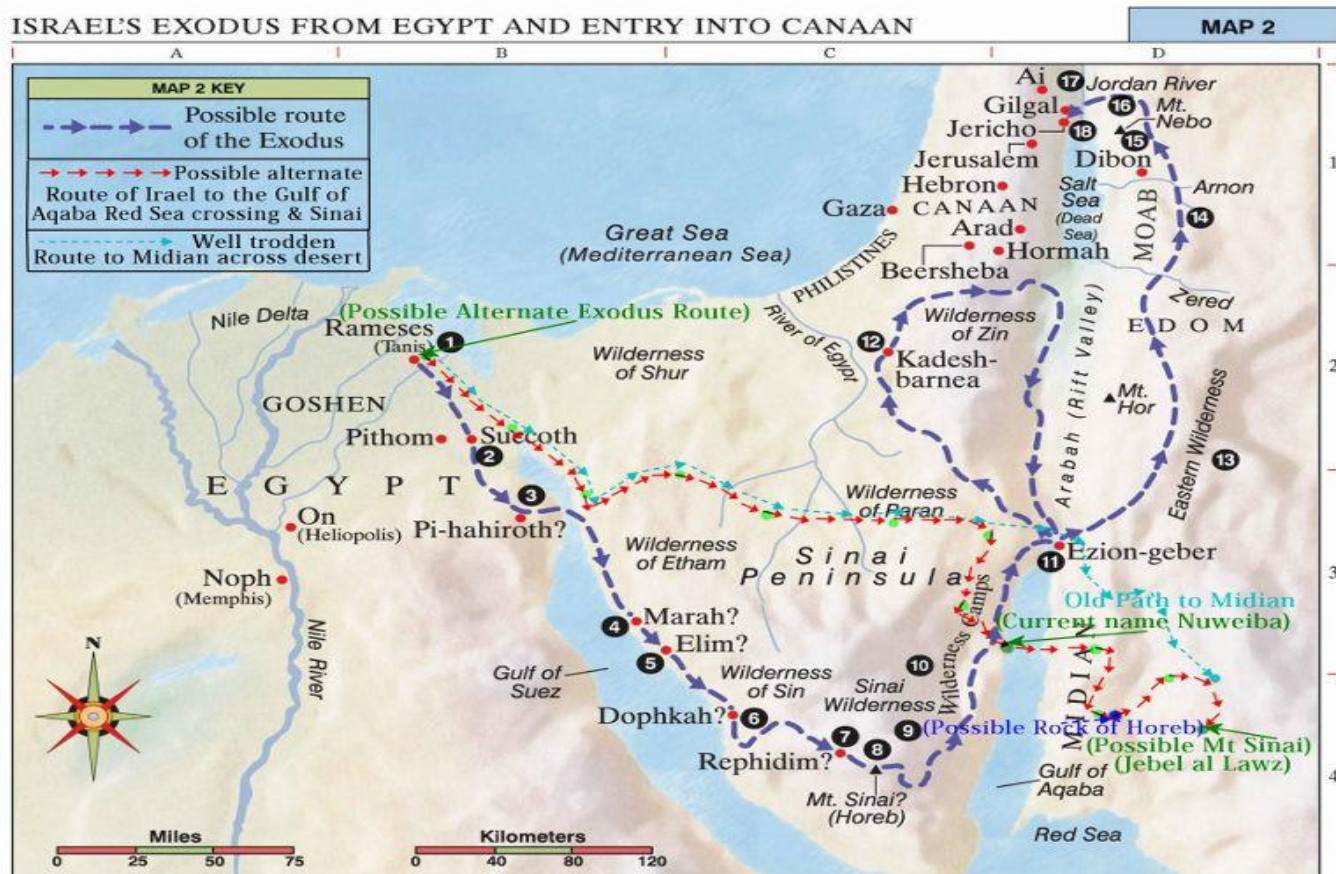 ISRAEL'S EXODUS FROM EGYPT AND ENTRY INTO CANAAN
MAP 2
A
B
C
D
MAP 2 KEY
Possible route
of the Exodus
Possible alternate
Route of Irael to the Gulf of
Aqaba Red Sea crossing & Sinai
Well trodden
Route to Midian across desert
Ai
17
Jordan River
Gilgal
16
Mt.
Nebo
Jericho
18
15
Jerusalem
Dibon
1
Hebron
Salt
Sea
(Dead
Sea)
Arnon
Gaza
CANAAN
MOAB
14
Arad
Hormah
Beersheba
Great Sea
(Mediterranean Sea)
PHILISTINES
Zered
EDOM
Nile Delta
(Possible Alternate Exodus Route)
Rameses
(Tanis)
1
Wilderness
of Shur
River of Egypt
12
Wilderness
of Zin
Kadesh-
barnea
Arabah (Rift Valley)
2
Mt.
Hor
GOSHEN
Pithom
Succoth
2
Eastern Wilderness
13
EGYPT
3
On
(Heliopolis)
Pi-hahiroth?
Wilderness
of Paran
Wilderness
of Etham
Sinai
Peninsula
Ezion-geber
11
3
Noph
(Memphis)
Nile River
4
Marah?
5
Elim?
Wilderness Camps
Old Path to Midian
(Current name Nuweiba)
MIDIAN
Gulf of
Suez
Wilderness
of Sin
10
Sinai
Wilderness
N
Dophkah?
6
7
8
9
(Possible Rock of Horeb)
(Possible Mt Sinai)
(Jebel al Lawz)
Rephidim?
Mt. Sinai?
(Horeb)
Gulf of
Aqaba
4
Red Sea
Miles
0 25 50 75
Kilometers
0 40 80 120